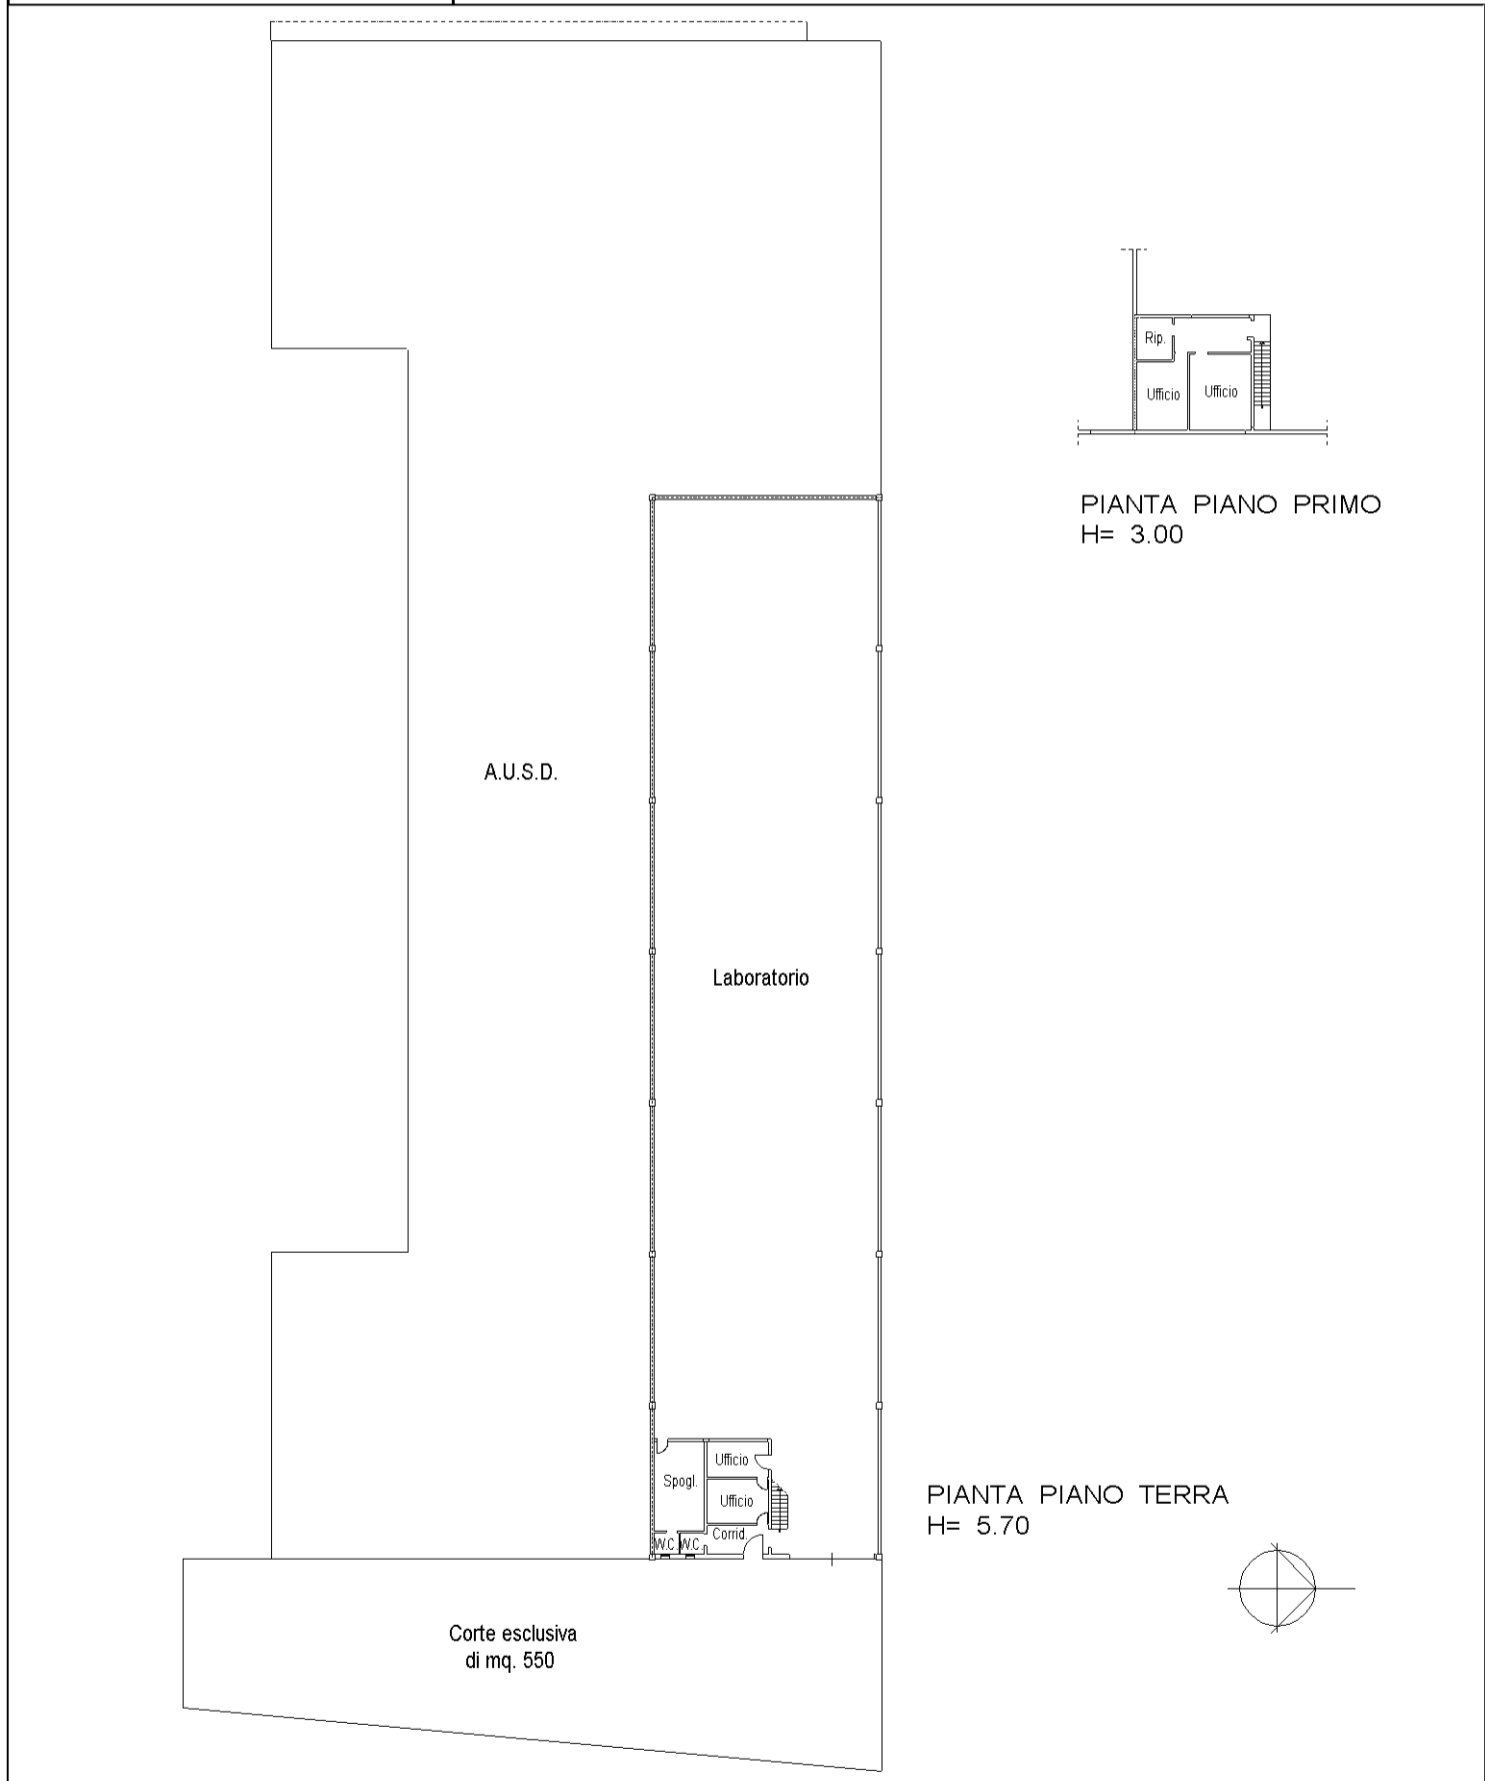 Rip.
Ufficio
Ufficio
PIANTA PIANO PRIMO
H= 3.00
A.U.S.D.
Laboratorio
Ufficio
Spogl.
Ufficio
Corrid.
W.C.
W.C.
PIANTA PIANO TERRA
H= 5.70
Corte esclusiva
di mq. 550